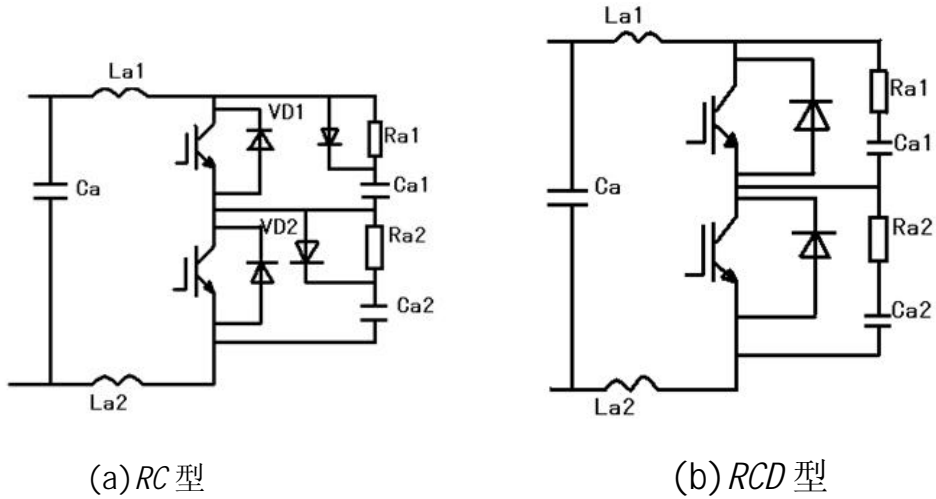 La1
VD1
Ra1
Ca
Ca1
VD2
Ra2
Ca2
La2
(a) RC 型
La1
Ra1
Ca1
Ca
Ra2
Ca2
La2
(b) RCD 型